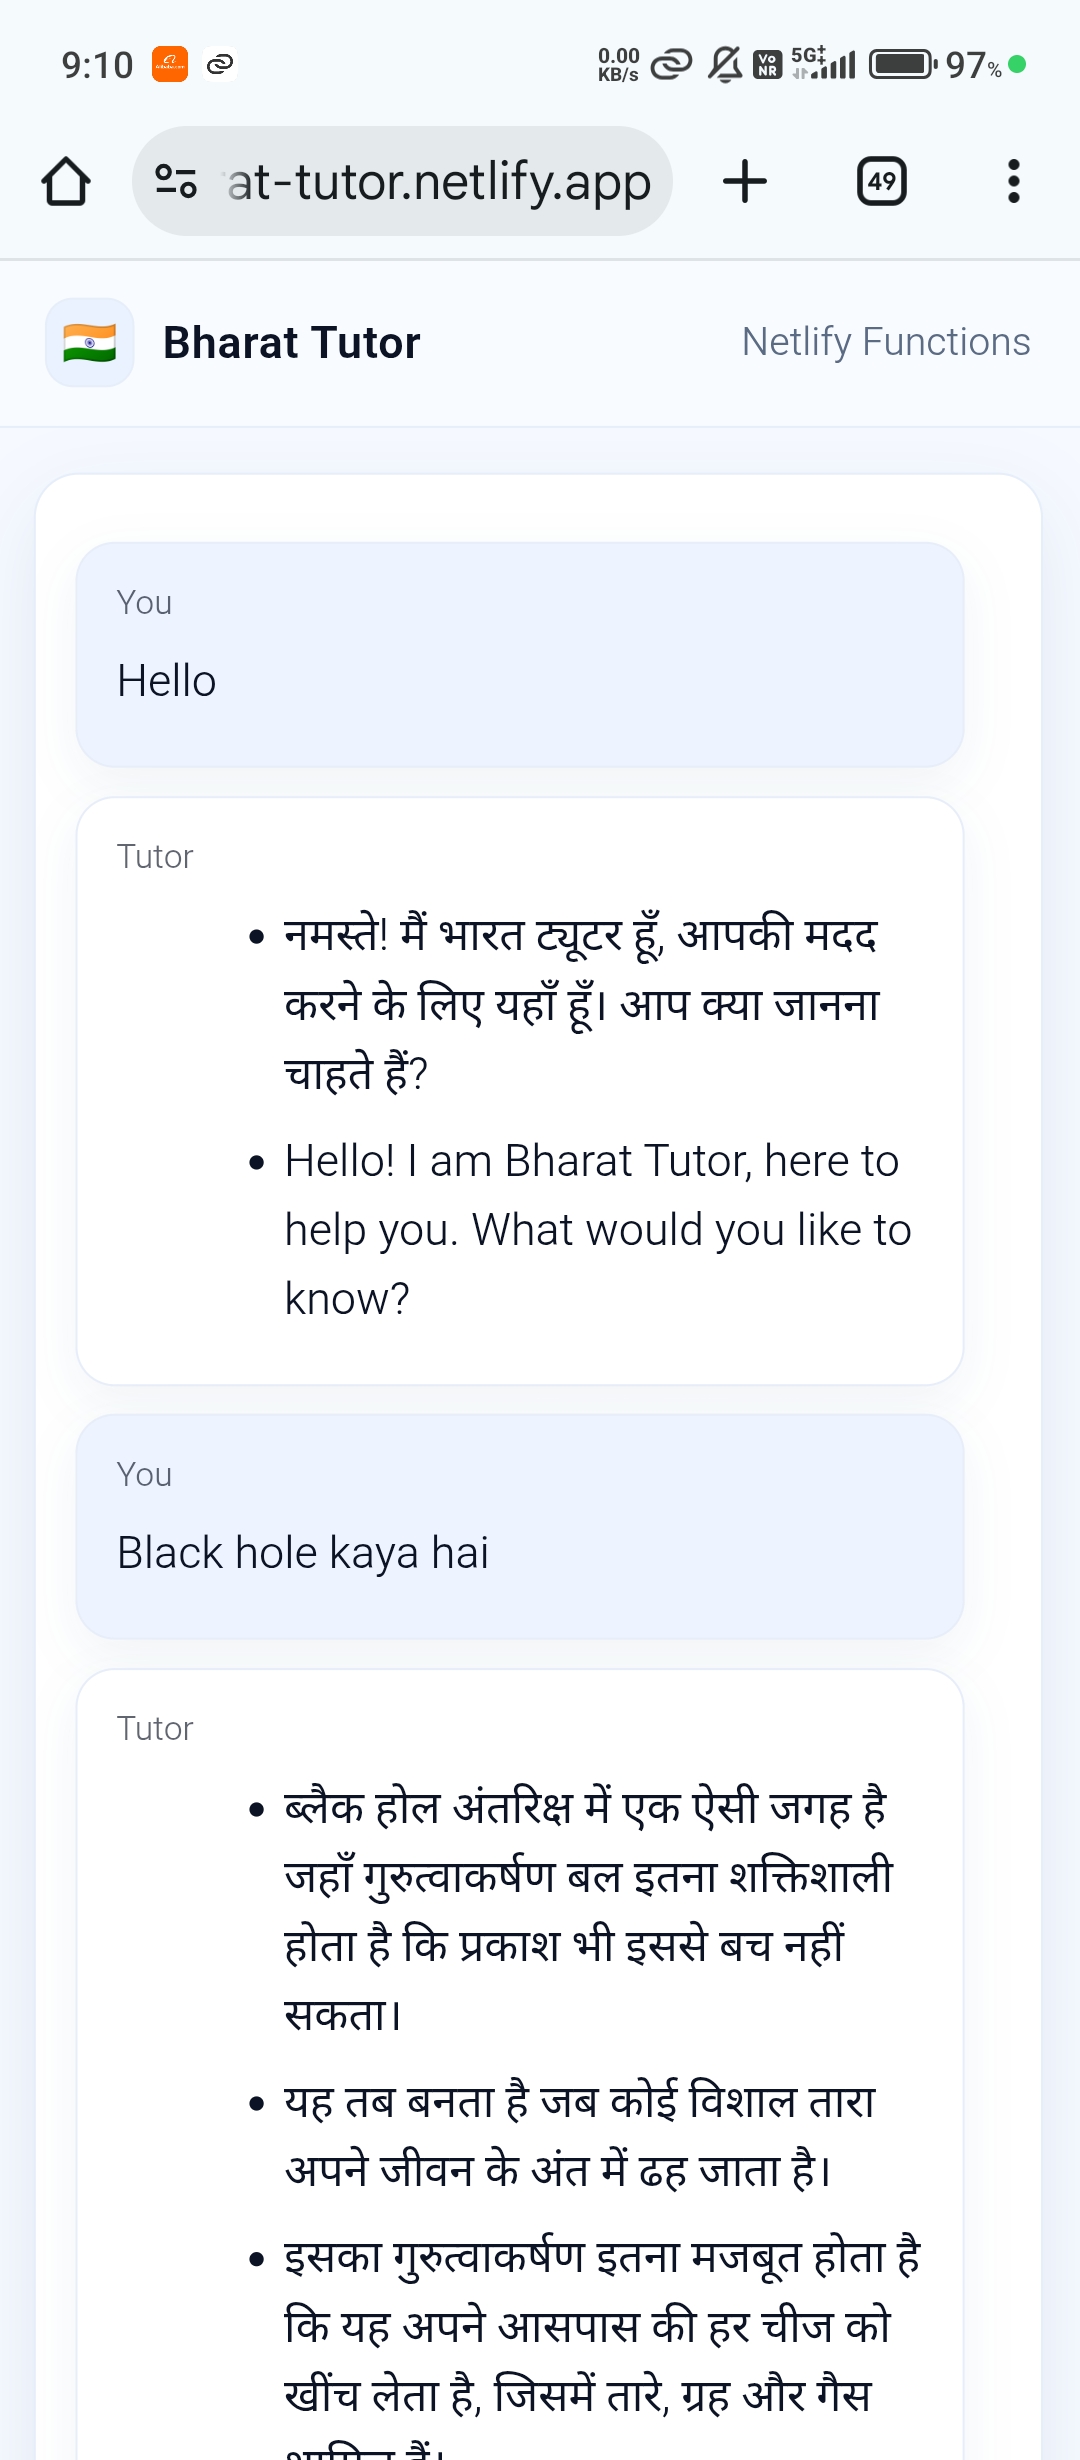 9:10
0.00
KB/s
Vo
NR
5G
97%
at-tutor.netlify.app
49
Bharat Tutor
Netlify Functions
You
Hello
Tutor
• नमस्ते! मैं भारत ट्यूटर हूँ, आपकी मदद
करने के लिए यहाँ हूँ। आप क्या जानना
चाहते हैं?
• Hello! I am Bharat Tutor, here to
help you. What would you like to
know?
You
Black hole kaya hai
Tutor
• ब्लैक होल अंतरिक्ष में एक ऐसी जगह है
जहाँ गुरुत्वाकर्षण बल इतना शक्तिशाली
होता है कि प्रकाश भी इससे बच नहीं
सकता।
• यह तब बनता है जब कोई विशाल तारा
अपने जीवन के अंत में ढह जाता है।
• इसका गुरुत्वाकर्षण इतना मजबूत होता है
कि यह अपने आसपास की हर चीज को
खींच लेता है, जिसमें तारे, ग्रह और गैस